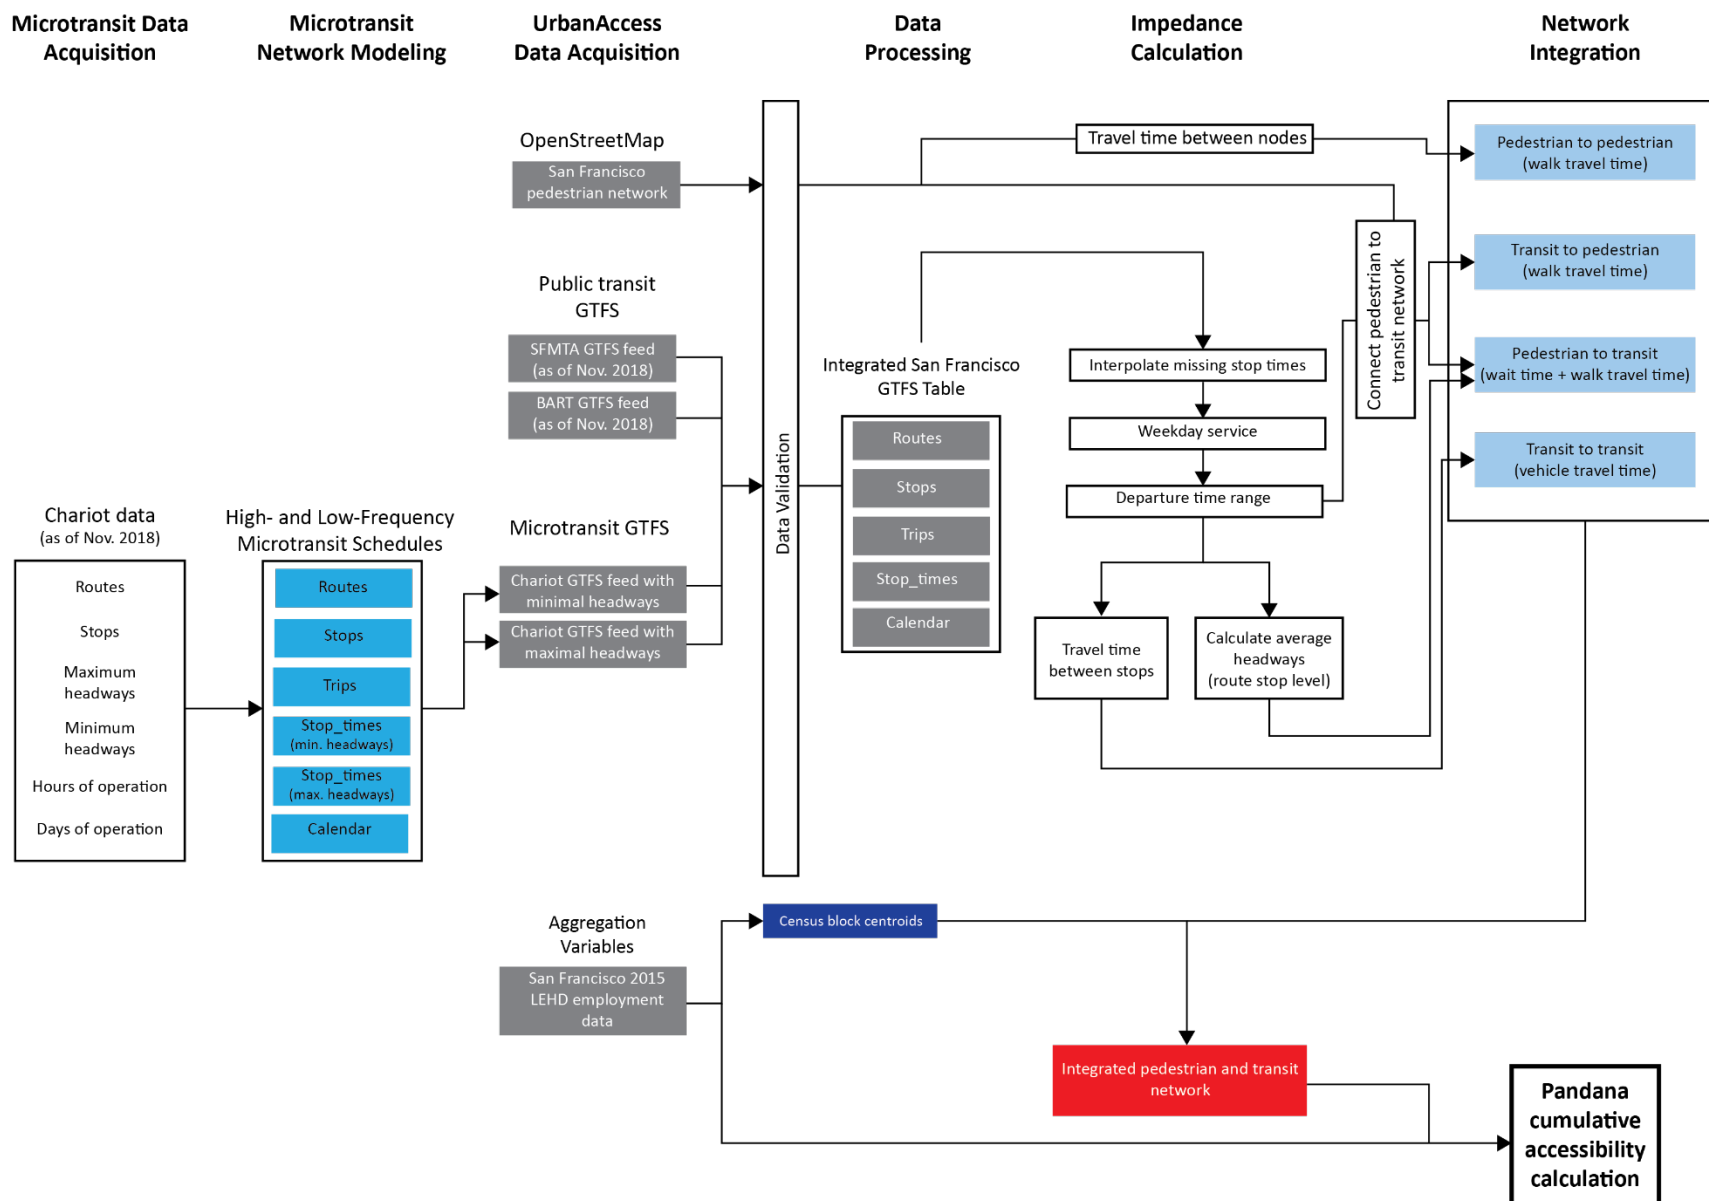 Microtransit Data
Acquisition
Microtransit
Network Modeling
UrbanAccess
Data Acquisition
Data
Processing
Impedance
Calculation
Network
Integration
OpenStreetMap
San Francisco
pedestrian network
Public transit
GTFS
SFMTA GTFS feed
(as of Nov. 2018)
BART GTFS feed
(as of Nov. 2018)
Chariot data
(as of Nov. 2018)
Routes
Stops
Maximum
headways
Minimum
headways
Hours of operation
Days of operation
High- and Low-Frequency
Microtransit Schedules
Routes
Stops
Trips
Stop_times
(min. headways)
Stop_times
(max. headways)
Calendar
Microtransit GTFS
Chariot GTFS feed with
minimal headways
Chariot GTFS feed with
maximal headways
Data Validation
Integrated San Francisco
GTFS Table
Routes
Stops
Trips
Stop_times
Calendar
Travel time between nodes
Interpolate missing stop times
Weekday service
Departure time range
Travel time
between stops
Calculate average
headways
(route stop level)
Connect pedestrian to
transit network
Pedestrian to pedestrian
(walk travel time)
Transit to pedestrian
(walk travel time)
Pedestrian to transit
(wait time + walk travel time)
Transit to transit
(vehicle travel time)
Aggregation
Variables
San Francisco 2015
LEHD employment
data
Census block centroids
Integrated pedestrian and transit
network
Pandana
cumulative
accessibility
calculation